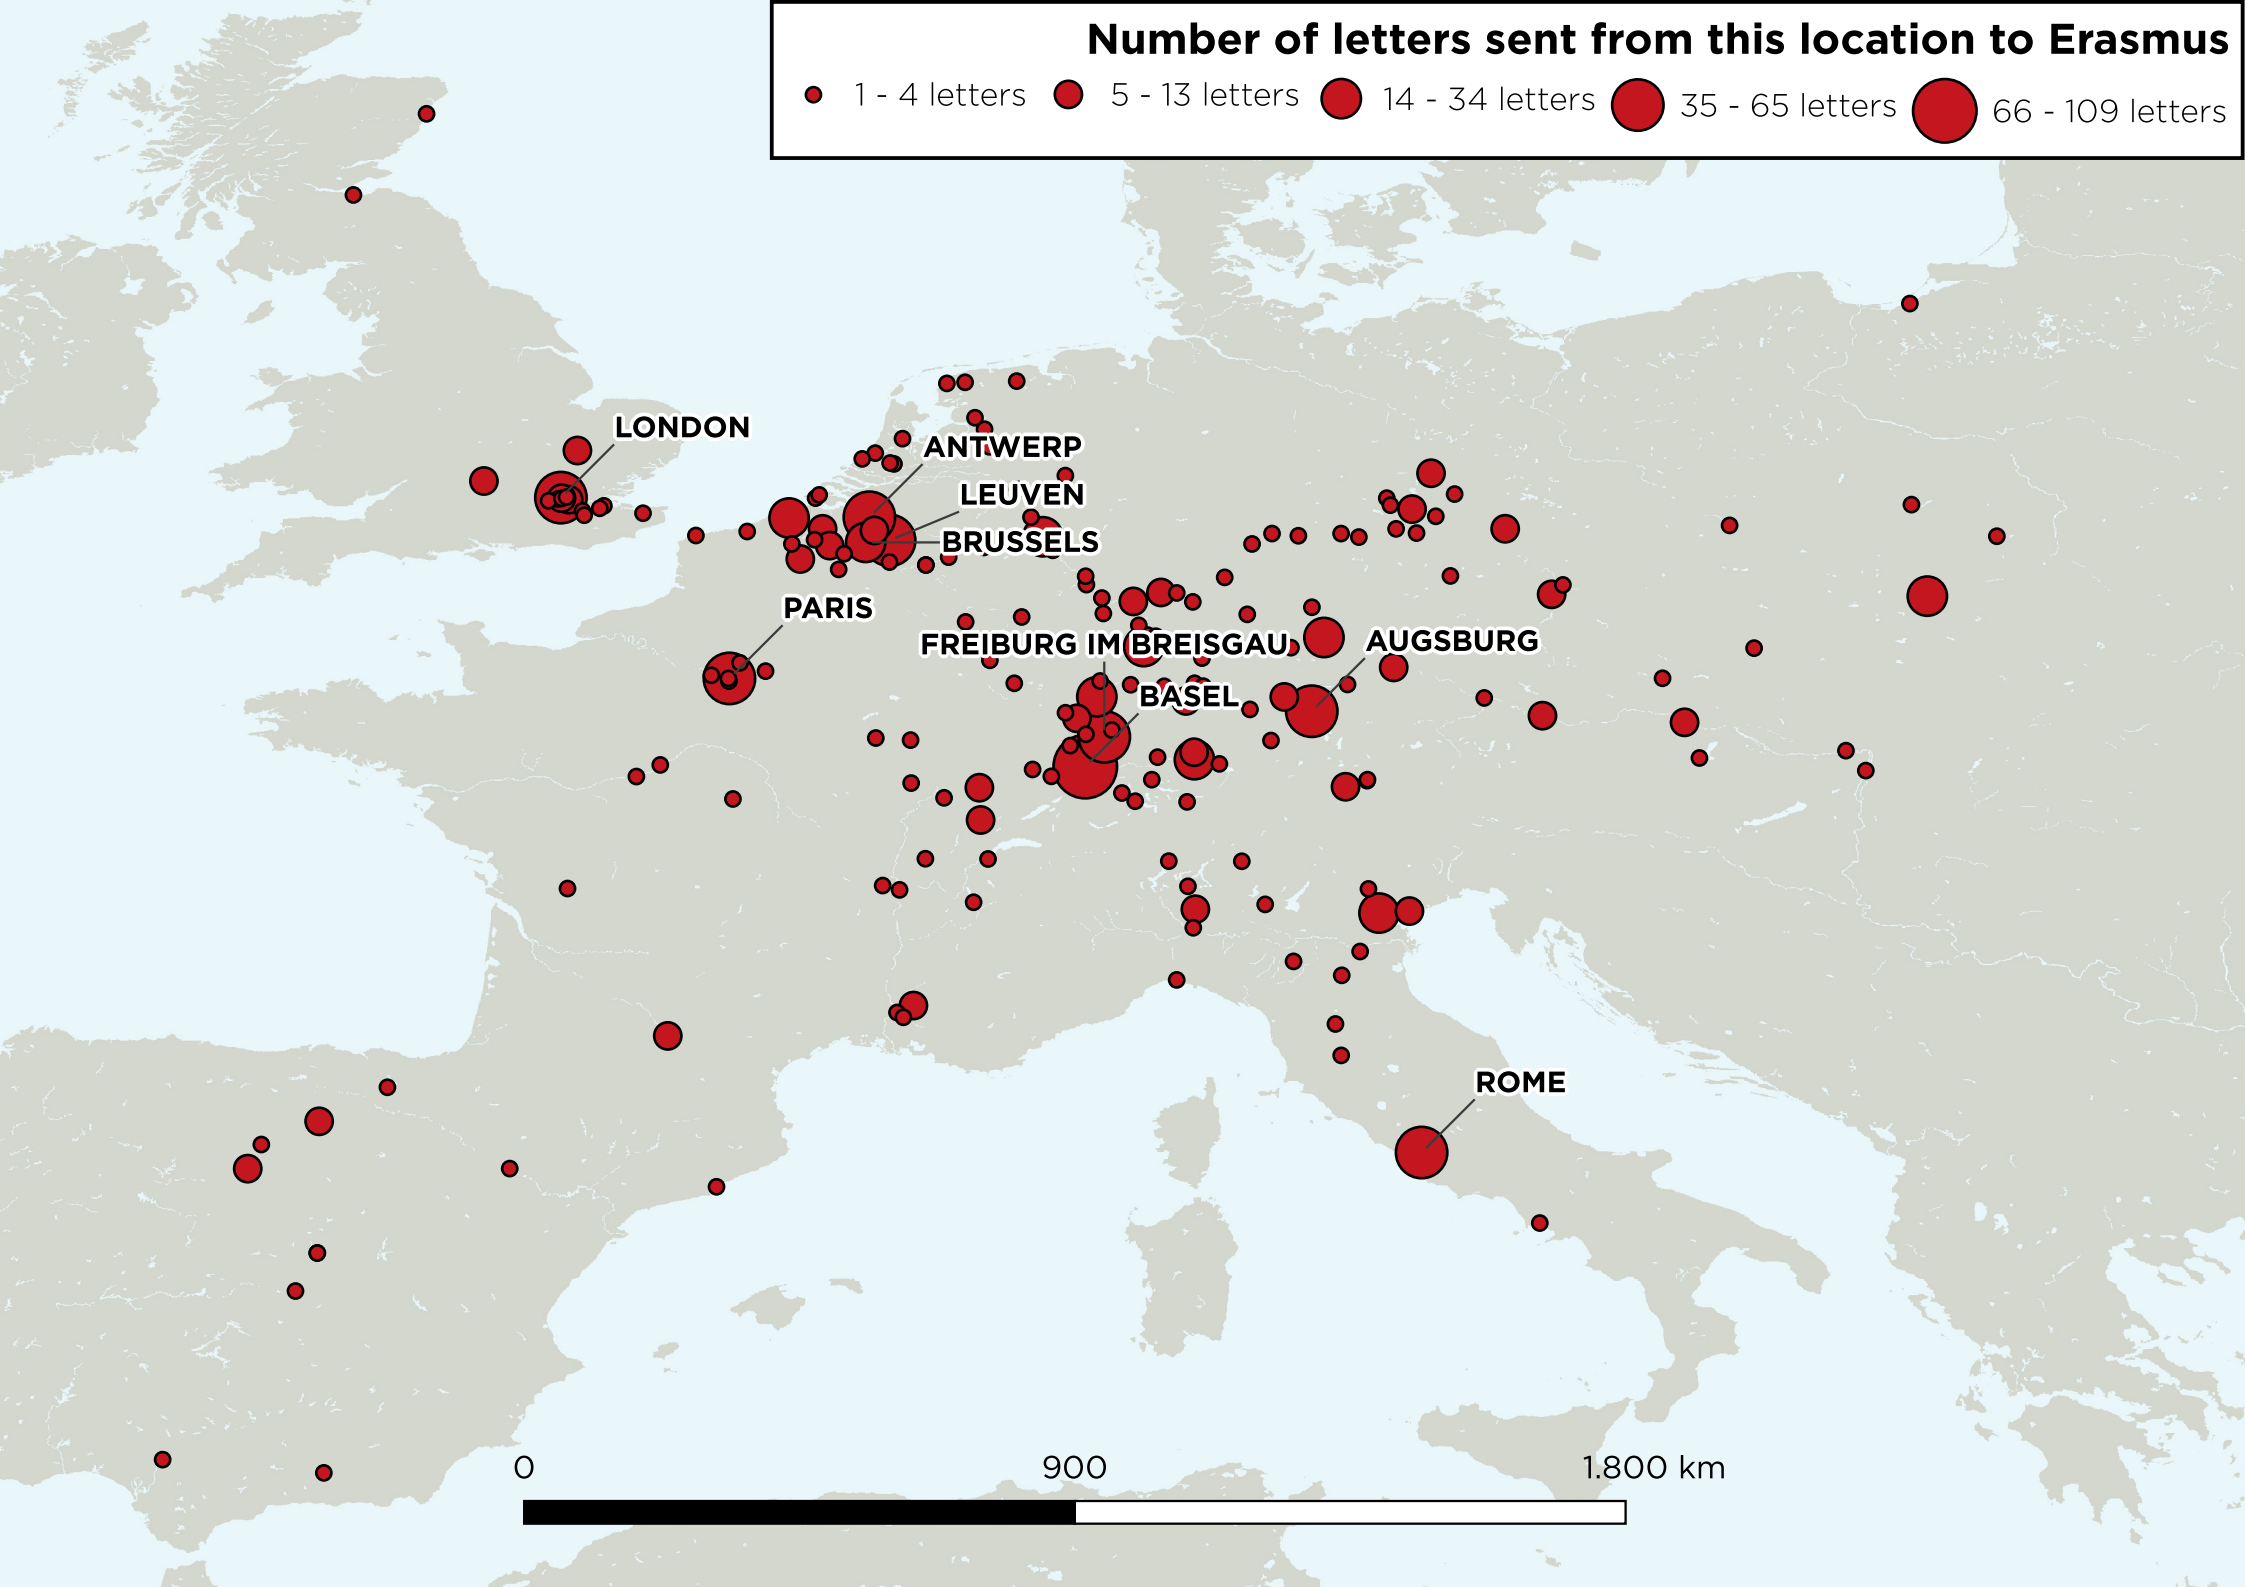 Number of letters sent from this location to Erasmus
1 - 4 letters
5 - 13 letters
14 - 34 letters
35 - 65 letters
66 - 109 letters
LONDON
ANTWERP
LEUVEN
BRUSSELS
PARIS
FREIBURG IM BREISGAU
AUGSBURG
BASEL
ROME
0
900
1.800 km